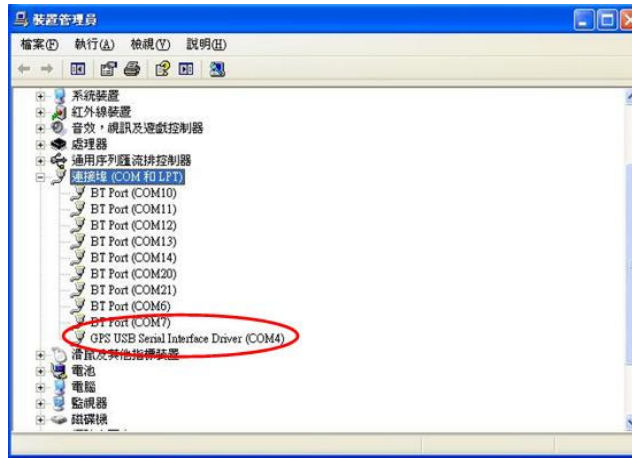 裝置管理員
檔案(F) 執行(A) 檢視(V) 說明(H)
系統裝置
紅外線裝置
音效，視訊及遊戲控制器
處理器
通用序列匯流排控制器
連接埠 (COM 和 LPT)
BT Port (COM10)
BT Port (COM11)
BT Port (COM12)
BT Port (COM13)
BT Port (COM14)
BT Port (COM20)
BT Port (COM21)
BT Port (COM6)
BT Port (COM7)
GPS USB Serial Interface Driver (COM4)
滑鼠及其他指標裝置
電池
電腦
監視器
磁碟機